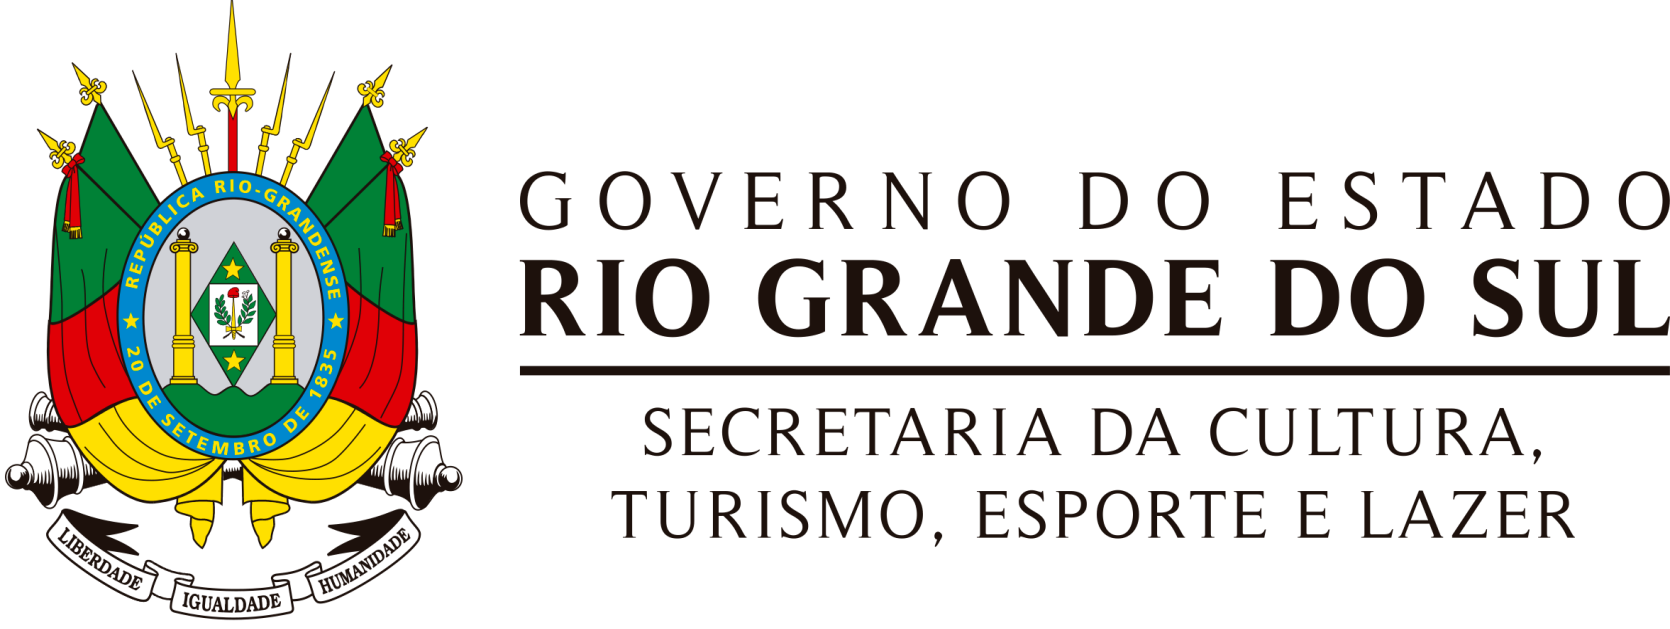 REPÚBLICA RIO-GRANDENSE
20 DE SETEMBRO DE 1835
LIBERDADE IGUALDADE HUMANIDADE
GOVERNO DO ESTADO
RIO GRANDE DO SUL
SECRETARIA DA CULTURA,
TURISMO, ESPORTE E LAZER